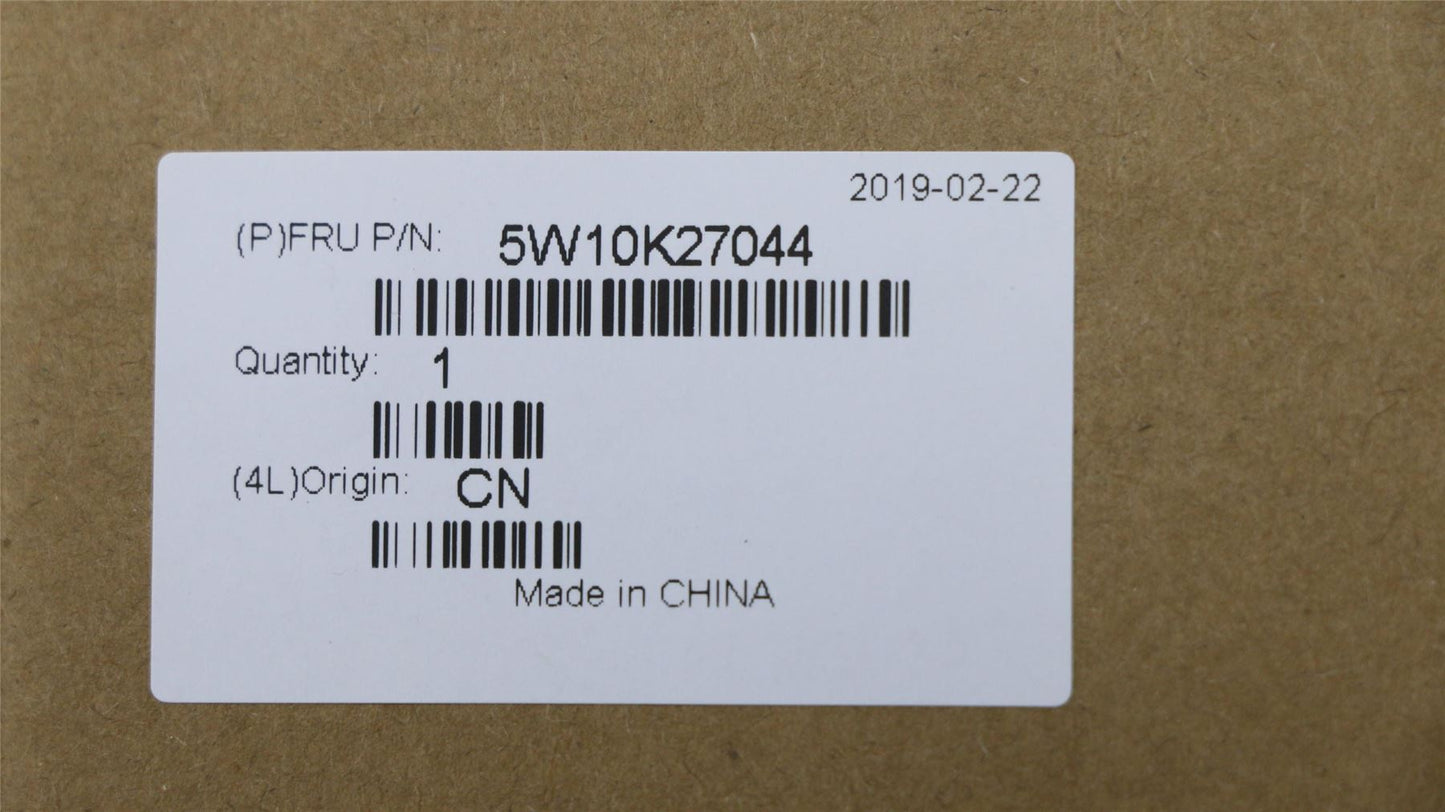 2019-02-22
(P)FRU P/N: 5W10K27044
Quantity: 1
(4L)Origin: CN
Made in CHINA